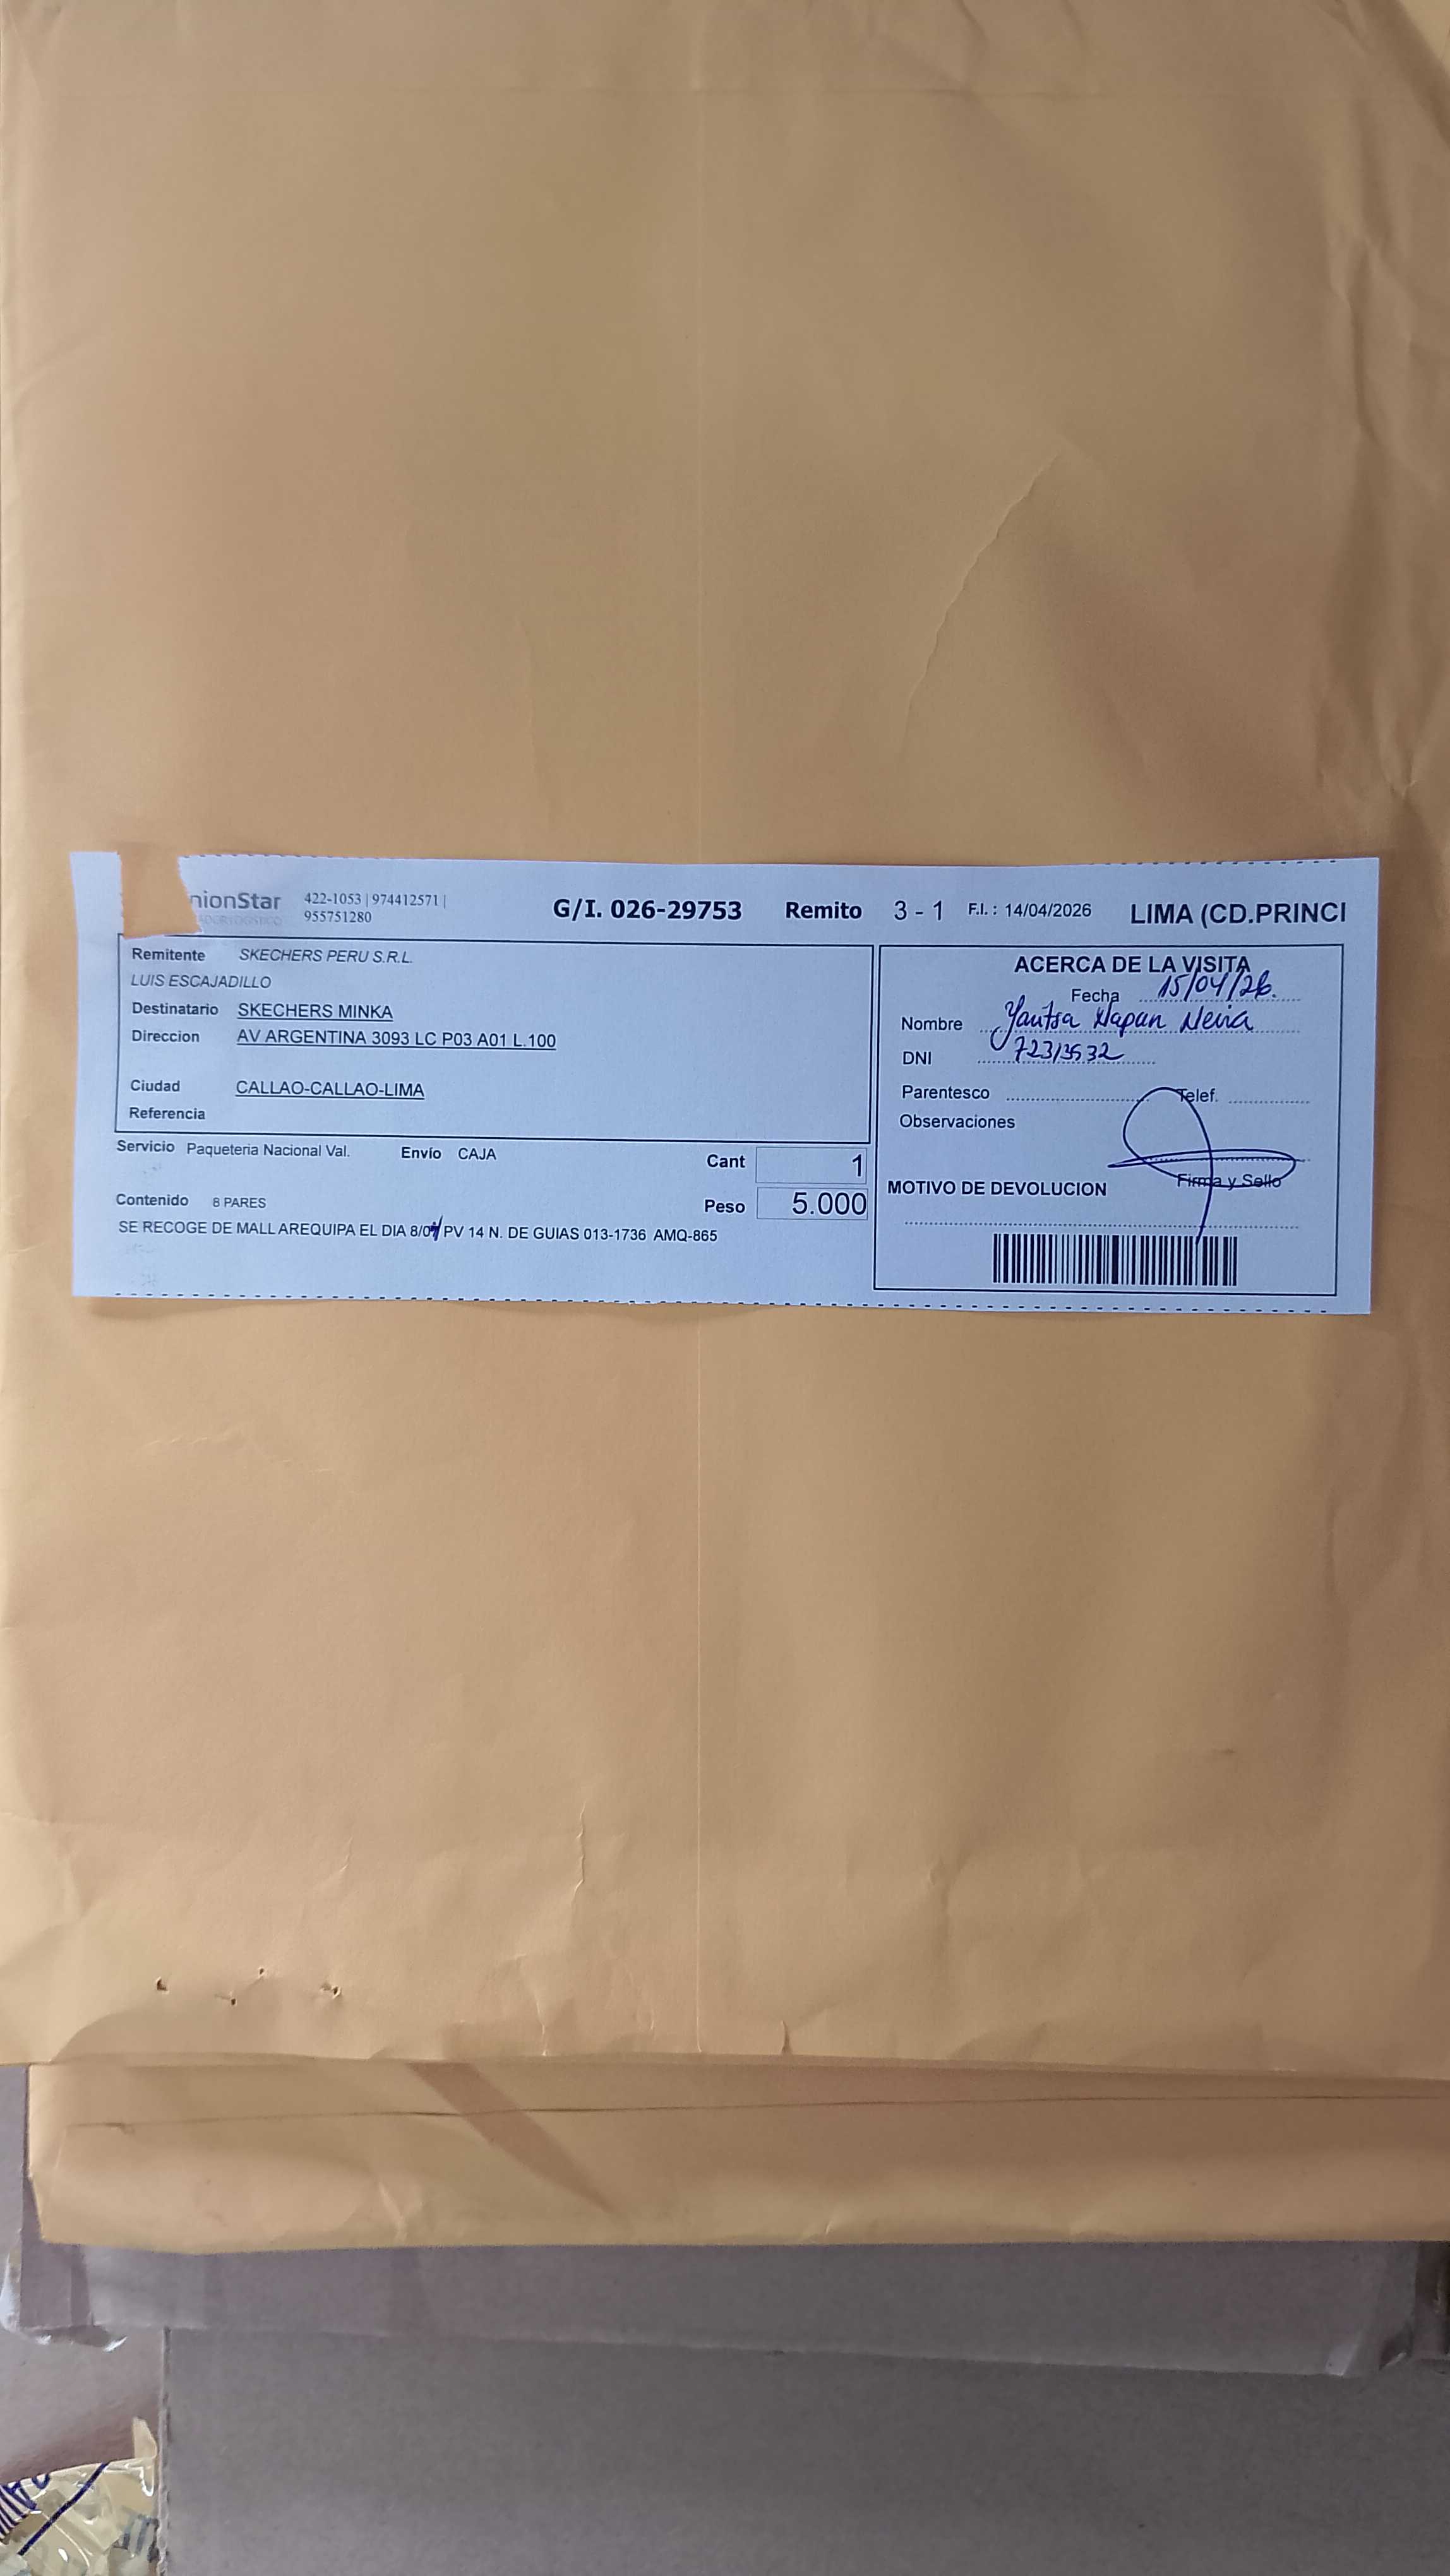 nionStar 422-1053 | 974412571 |
955751280
G/I. 026-29753 Remito 3 - 1 F.I. : 14/04/2026 LIMA (CD.PRINCI
Remitente SKECHERS PERU S.R.L.
LUIS ESCAJADILLO
Destinatario SKECHERS MINKA
Direccion AV ARGENTINA 3093 LC P03 A01 L.100
Ciudad CALLAO-CALLAO-LIMA
Referencia
Servicio Paqueteria Nacional Val. Envío CAJA
Cant 1
Contenido 8 PARES
Peso 5.000
SE RECOGE DE MALL AREQUIPA EL DIA 8/04 PV 14 N. DE GUIAS 013-1736 AMQ-865
ACERCA DE LA VISITA
Fecha 15/04/26.
Nombre Napan Neira
DNI
Parentesco Telef.
Observaciones
Firma y Sello
MOTIVO DE DEVOLUCION